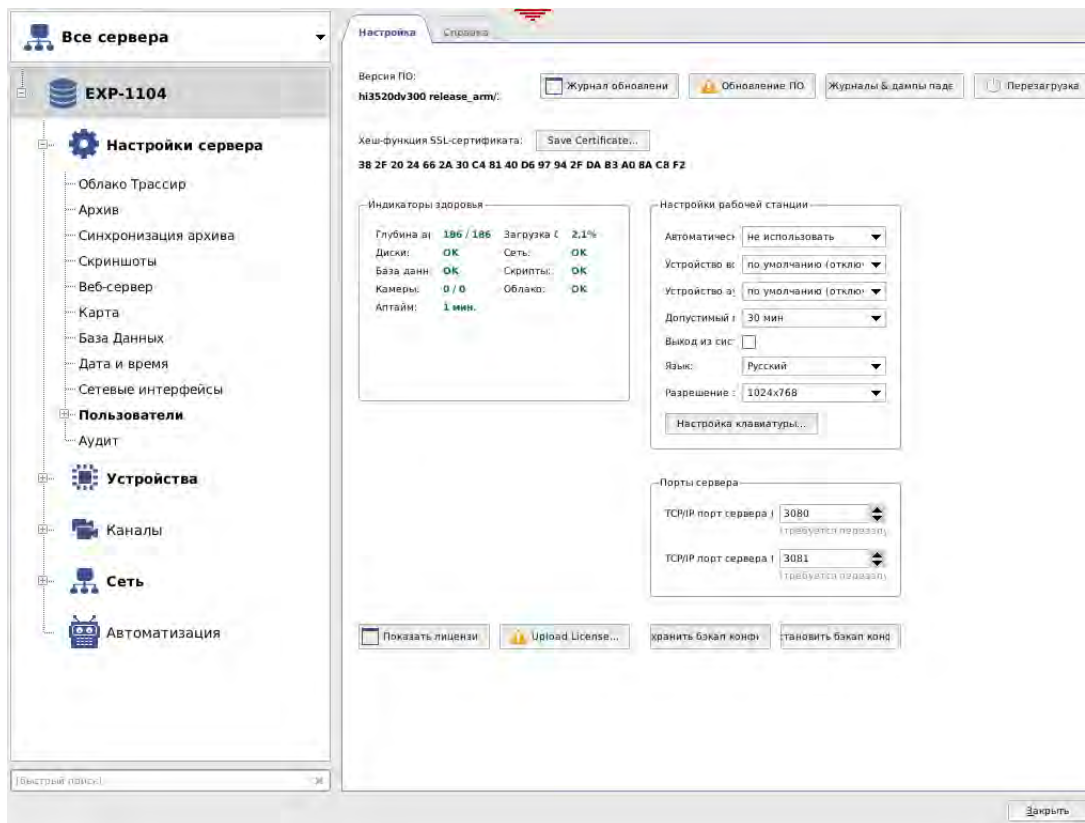 Все сервера
EXP-1104
Настройки сервера
Облако Трассир
Архив
Синхронизация архива
Скриншоты
Веб-сервер
Карта
База Данных
Дата и время
Сетевые интерфейсы
Пользователи
Аудит
Устройства
Каналы
Сеть
Автоматизация
[Быстрый поиск]
Настройка Справка
Версия ПО:
hi3520dv300 release_arm/:
Журнал обновлени Обновление ПО Журналы & дампы паде Перезагрузка
Хеш-функция SSL-сертификата: Save Certificate...
38 2F 20 24 66 2A 30 C4 81 40 D6 97 94 2F DA B3 A0 8A C8 F2
Индикаторы здоровья
Глубина а 186 / 186 Загрузка 2,1%
Диски: OK Сеть: OK
База данн OK Скрипты: OK
Камеры: 0 / 0 Облако: OK
Аптайм: 1 мин.
Настройки рабочей станции
Автоматическ не использовать
Устройство в по умолчанию (отклю
Устройство а по умолчанию (отклю
Допустимый 30 мин
Выход из сис
Язык: Русский
Разрешение 1024x768
Настройка клавиатуры...
Порты сервера
TCP/IP порт сервера 3080
TCP/IP порт сервера 3081
Показать лицензи Upload License... хранить бэкап конфи тановить бэкап конф
Закрыть